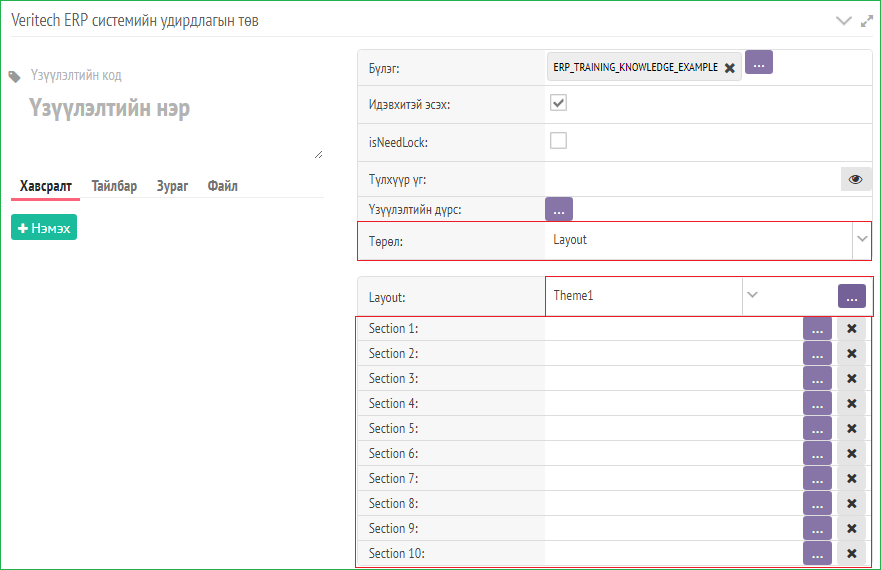 Veritech ERP системийн удирдлагын төв
Үзүүлэлтийн код
Үзүүлэлтийн нэр
Хавсралт Тайлбар Зураг Файл
Нэмэх
Бүлэг: ERP_TRAINING_KNOWLEDGE_EXAMPLE ...
Идэвхитэй эсэх:
isNeedLock:
Түлхүүр үг:
Үзүүлэлтийн дүрс: ...
Төрөл: Layout
Layout: Theme1 ...
Section 1: ...
Section 2: ...
Section 3: ...
Section 4: ...
Section 5: ...
Section 6: ...
Section 7: ...
Section 8: ...
Section 9: ...
Section 10: ...